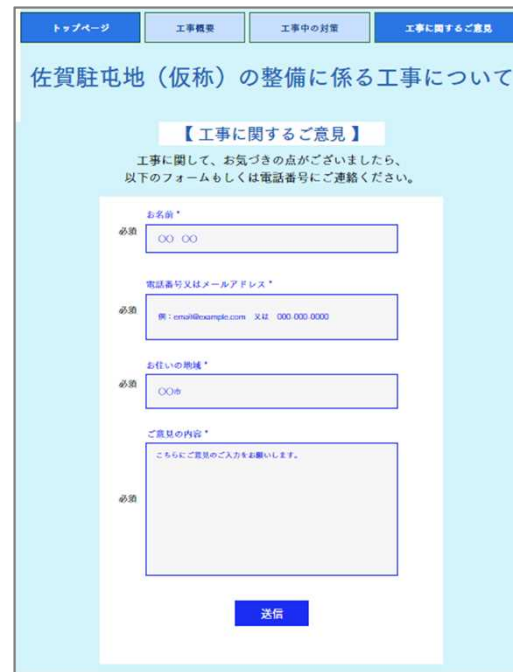 トップページ
工事概要
工事中の対策
工事に関するご意見
佐賀駐屯地（仮称）の整備に係る工事について
【 工事に関するご意見 】
工事に関して、お気づきの点がございましたら、
以下のフォームもしくは電話番号にご連絡ください。
お名前 *
必須
〇〇 〇〇
電話番号又はメールアドレス *
必須
例：email@example.com 又は 000-000-0000
お住いの地域 *
必須
〇〇市
ご意見の内容 *
こちらにご意見のご入力をお願いします。
必須
送信